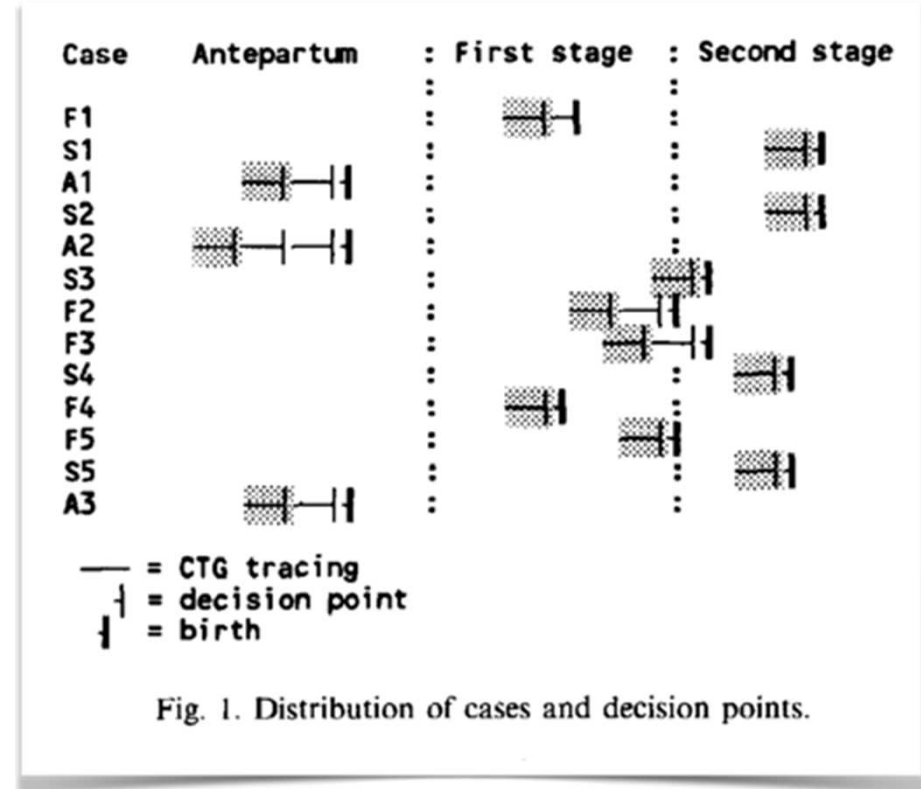 Case Antepartum : First stage : Second stage
F1
S1
A1
S2
A2
S3
F2
F3
S4
F4
F5
S5
A3
= CTG tracing
= decision point
= birth
Fig. 1. Distribution of cases and decision points.